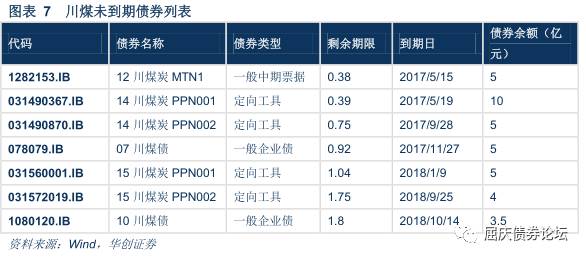 图表 7 川煤未到期债券列表
代码 债券名称 债券类型 剩余期限 到期日 债券余额（亿
元）
1282153.IB 12 川煤炭 MTN1 一般中期票据 0.38 2017/5/15 5
031490367.IB 14 川煤炭 PPN001 定向工具 0.39 2017/5/19 10
031490870.IB 14 川煤炭 PPN002 定向工具 0.75 2017/9/28 5
078079.IB 07 川煤债 一般企业债 0.92 2017/11/27 5
031560001.IB 15 川煤炭 PPN001 定向工具 1.04 2018/1/9 5
031572019.IB 15 川煤炭 PPN002 定向工具 1.75 2018/9/25 4
1080120.IB 10 川煤债 一般企业债 1.8 2018/10/14 3.5
资料来源：Wind，华创证券
屈庆债券论坛